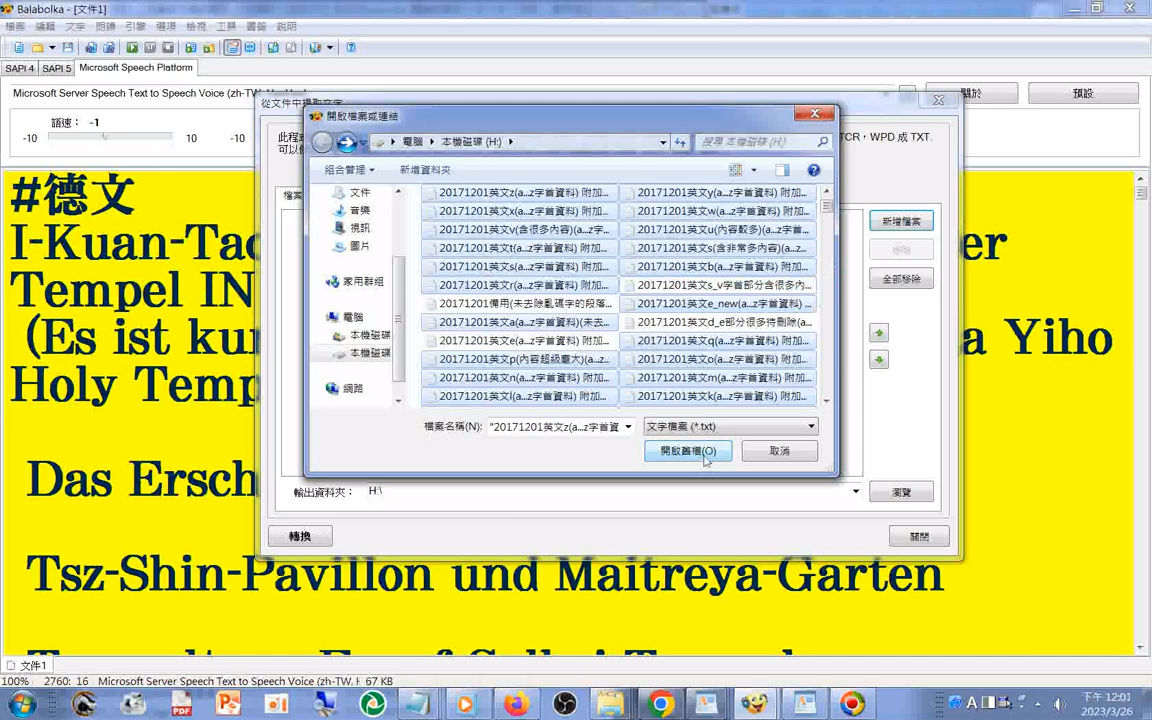 Balabolka - [文件1]
檔案 編輯 文字 朗讀 引擎 選項 檢視 工具 書籤 說明
SAPI 4 SAPI 5 Microsoft Speech Platform
Microsoft Server Speech Text to Speech Voice (zh-TW,
關於 預設
語速： -1
-10 10 -10
從文件中擷取文字
TCR，WPD 成 TXT.
開啟檔案或連結
電腦 本機磁碟 (H:)
搜尋 本機磁碟 (H:)
組合管理 新增資料夾
文件
音樂
視訊
圖片
家用群組
電腦
本機磁碟
本機磁碟
網路
20171201英文z(a...z字首資料) 附加... 20171201英文y(a...z字首資料) 附加...
20171201英文x(a...z字首資料) 附加... 20171201英文w(a...z字首資料) 附加...
20171201英文v(含很多內容)(a...z字... 20171201英文u(內容較多)(a...z字首...
20171201英文t(a...z字首資料) 附加... 20171201英文s(含非常多內容)(a...
20171201英文s(a...z字首資料) 附加... 20171201英文b(a...z字首資料) 附加...
20171201英文r(a...z字首資料) 附加... 20171201英文s_v字首部分含很多內...
20171201備用(未去除亂碼字的段落... 20171201英文e_new(a...z字首資料) ...
20171201英文a(a...z字首資料)(未去... 20171201英文d_e部分很多待刪除(a...
20171201英文e(a...z字首資料) 附加... 20171201英文q(a...z字首資料) 附加...
20171201英文p(內容超級龐大)(a...z... 20171201英文o(a...z字首資料) 附加...
20171201英文n(a...z字首資料) 附加... 20171201英文m(a...z字首資料) 附加...
20171201英文l(a...z字首資料) 附加... 20171201英文k(a...z字首資料) 附加...
檔案名稱(N): "20171201英文z(a...z字首資 文字檔案 (*.txt)
開啟舊檔(O) 取消
新增檔案
移除
全部移除
輸出資料夾： H:\ 瀏覽
轉換 關閉
#德文
I-Kuan-Tao er
Tempel IN
(Es ist kur a Yiho
Holy Temp
Das Ersch
Tsz-Shin-Pavillon und Maitreya-Garten
文件1
100% 2760: 16 Microsoft Server Speech Text to Speech Voice (zh-TW, H 67 KB
下午 12:01
2023/3/26